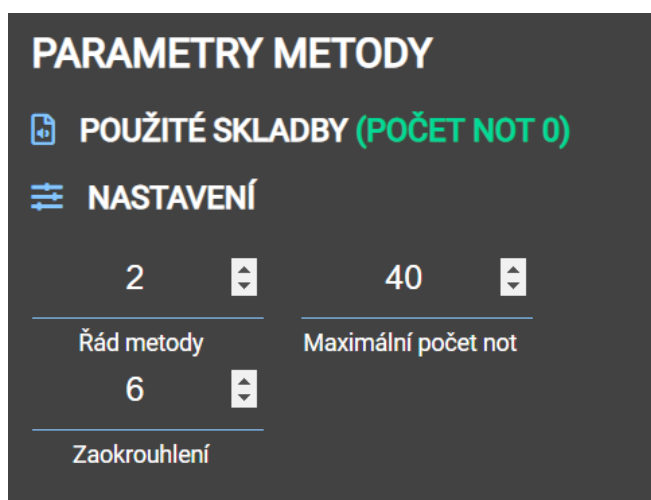 PARAMETRY METODY
POUŽITÉ SKLADBY (POČET NOT 0)
NASTAVENÍ
2 40
Řád metody Maximální počet not
6
Zaokrouhlení